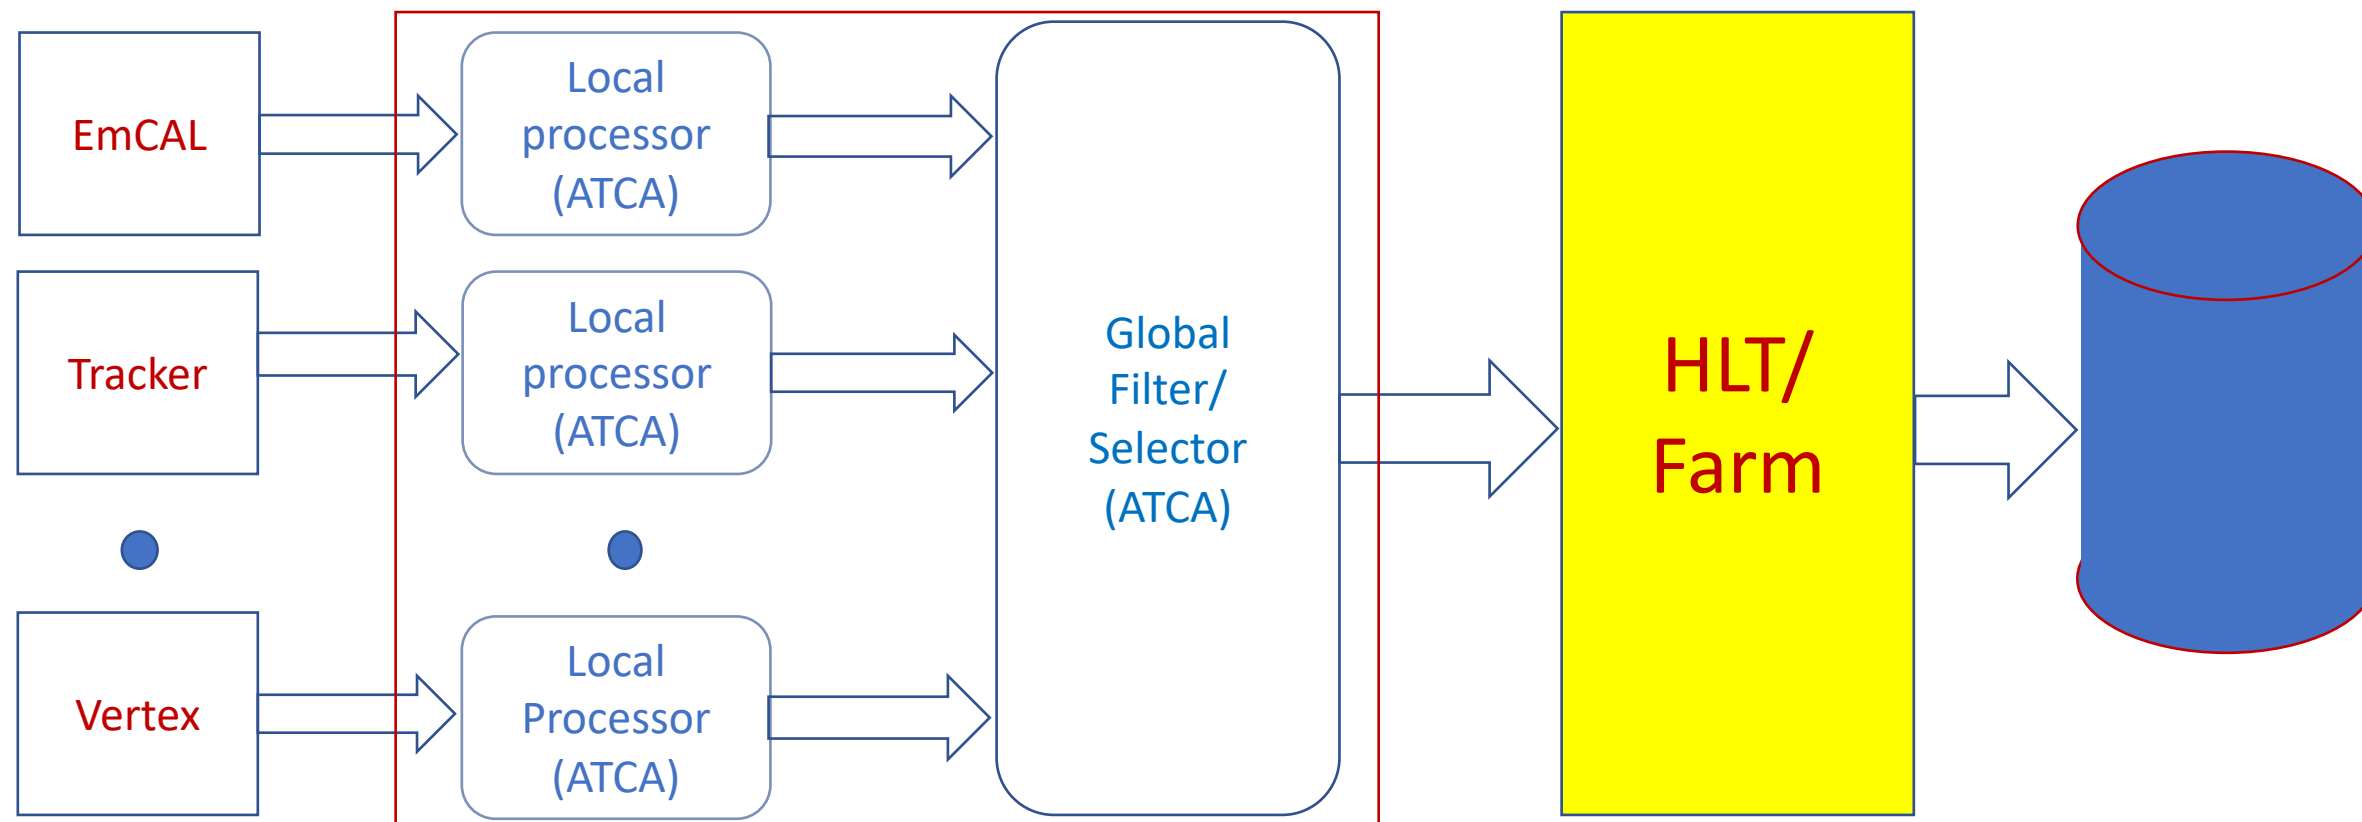 EmCAL
Local
processor
(ATCA)
Tracker
Local
processor
(ATCA)
Vertex
Local
Processor
(ATCA)
Global
Filter/
Selector
(ATCA)
HLT/
Farm